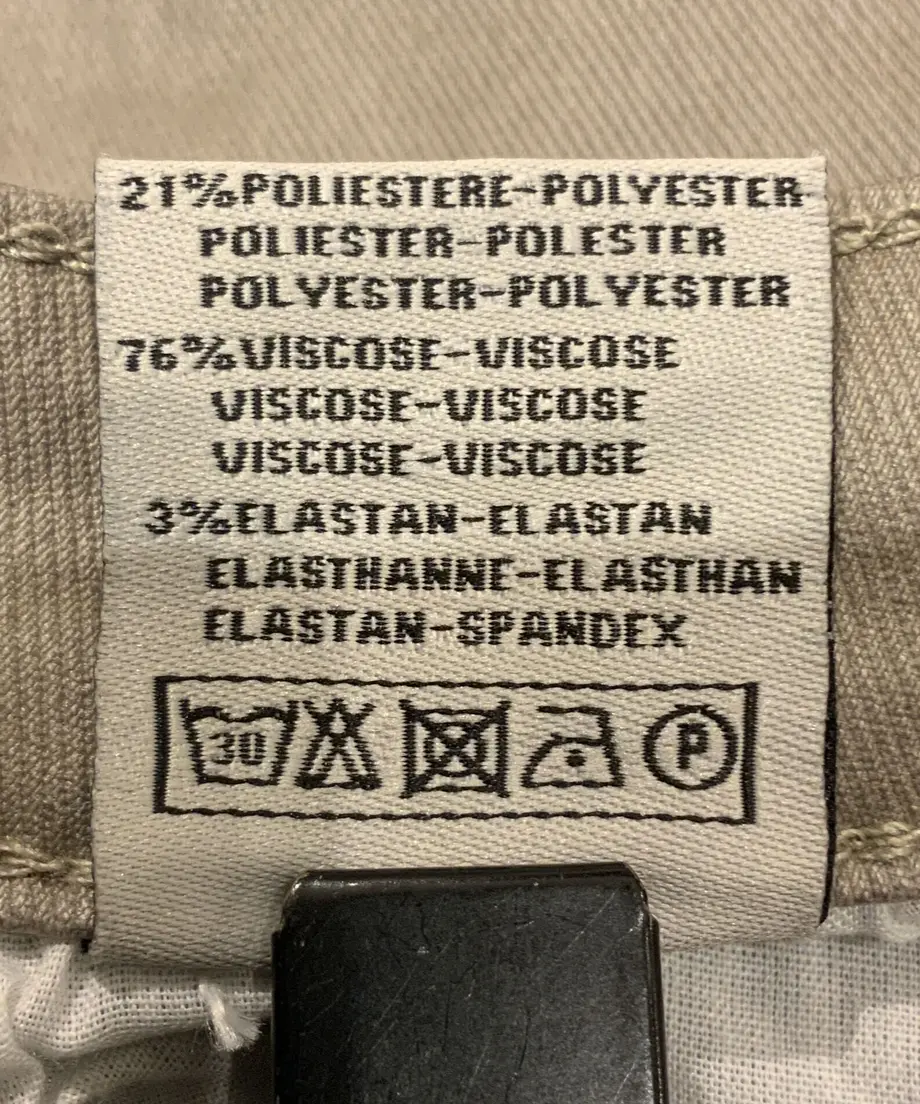 21%POLIESTERE-POLYESTER
POLIESTER-POLESTER
POLYESTER-POLYESTER
76%VISCOSE-VISCOSE
VISCOSE-VISCOSE
VISCOSE-VISCOSE
3%ELASTAN-ELASTAN
ELASTHANNE-ELASTHAN
ELASTAN-SPANDEX
30 P